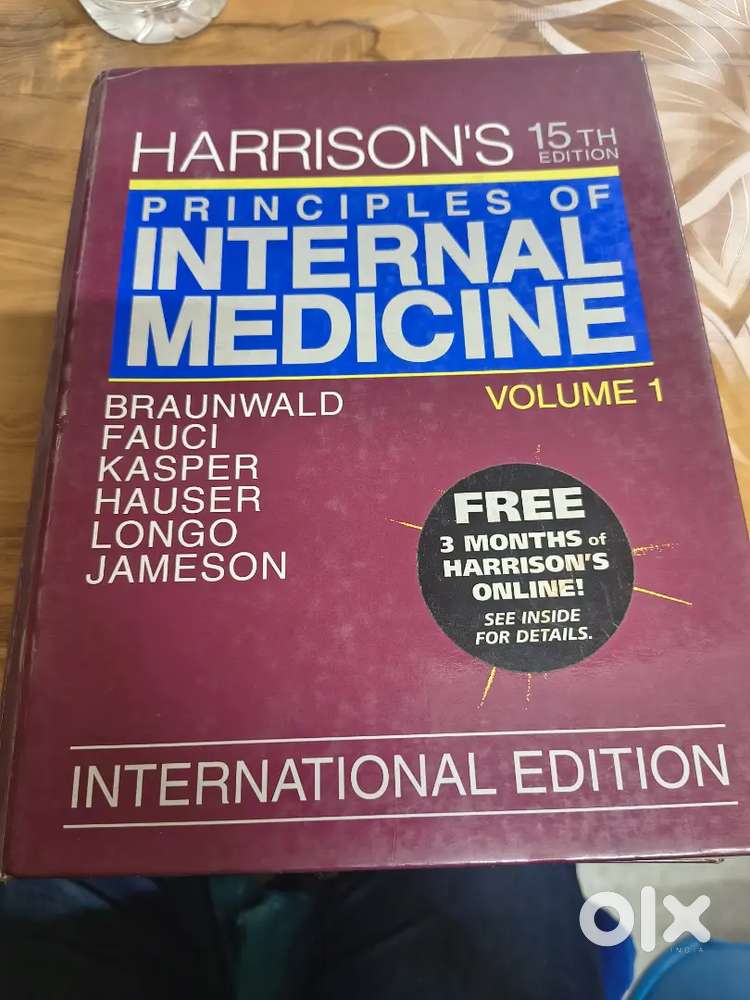 HARRISON'S 15TH
EDITION
PRINCIPLES OF
INTERNAL
MEDICINE
VOLUME 1
BRAUNWALD
FAUCI
KASPER
HAUSER
LONGO
JAMESON
FREE
3 MONTHS of
HARRISON'S
ONLINE!
SEE INSIDE
FOR DETAILS.
INTERNATIONAL EDITION
olx
INDIA